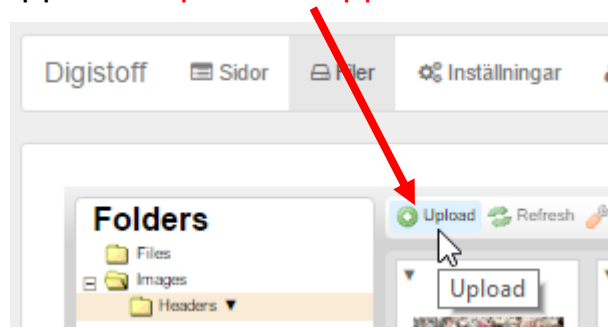 Digistoff Sidor Filer Inställningar
Folders
Upload Refresh
Files
Images
Headers ▼
Upload